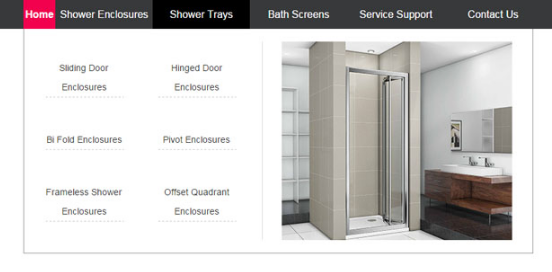 Home Shower Enclosures Shower Trays Bath Screens Service Support Contact Us
Sliding Door
Enclosures
Hinged Door
Enclosures
Bi Fold Enclosures
Pivot Enclosures
Frameless Shower
Enclosures
Offset Quadrant
Enclosures